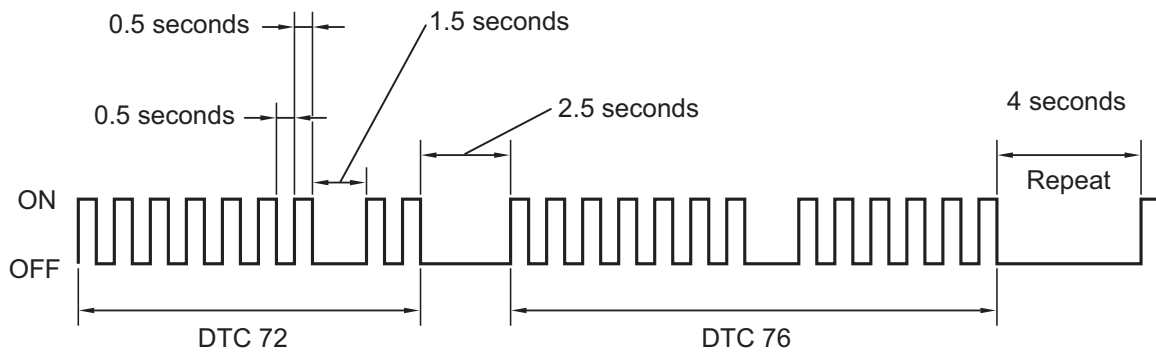 0.5 seconds
1.5 seconds
0.5 seconds
2.5 seconds
4 seconds
Repeat
ON
OFF
DTC 72
DTC 76